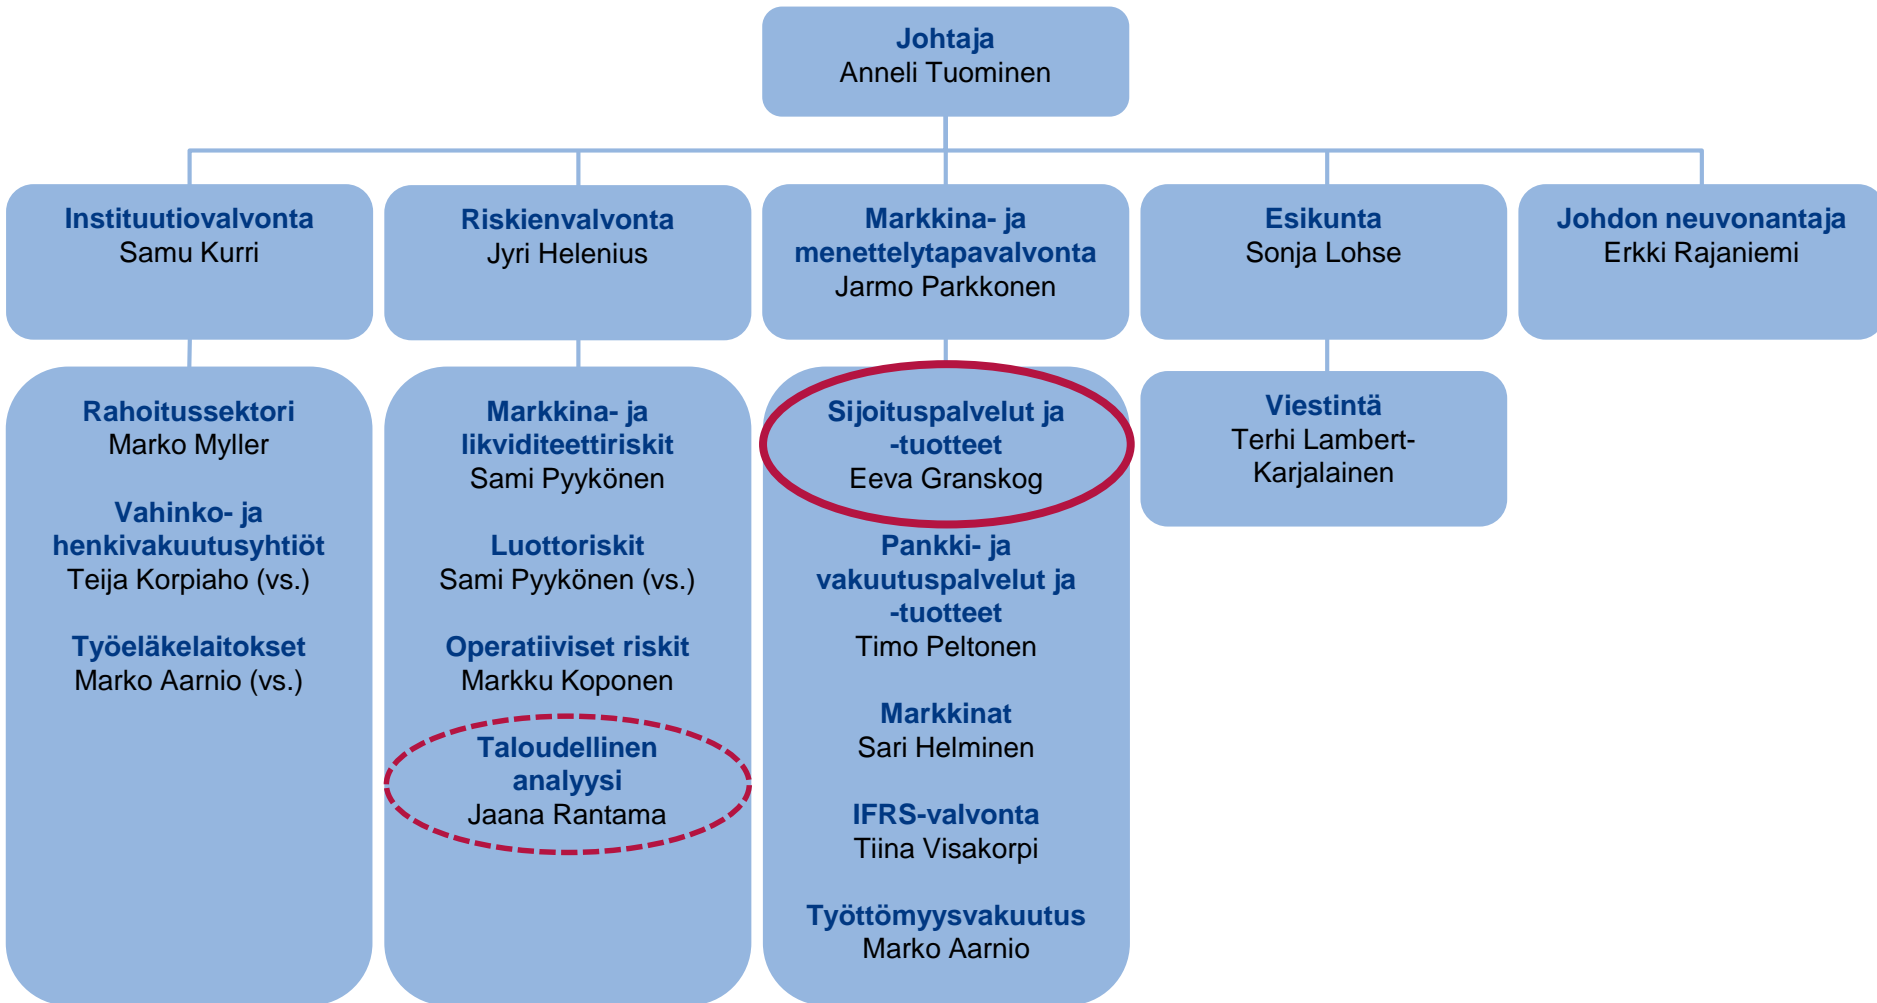 Johtaja
Anneli Tuominen
Instituutiovalvonta
Samu Kurri
Riskienvalvonta
Jyri Helenius
Markkina- ja
menettelytapavalvonta
Jarmo Parkkonen
Esikunta
Sonja Lohse
Johdon neuvonantaja
Erkki Rajaniemi
Rahoitussektori
Marko Myller
Vahinko- ja
henkivakuutusyhtiöt
Teija Korpiaho (vs.)
Työeläkelaitokset
Marko Aarnio (vs.)
Markkina- ja
likviditeettiriskit
Sami Pyykönen
Luottoriskit
Sami Pyykönen (vs.)
Operatiiviset riskit
Markku Koponen
Taloudellinen
analyysi
Jaana Rantama
Sijoituspalvelut ja
-tuotteet
Eeva Granskog
Pankki- ja
vakuutuspalvelut ja
-tuotteet
Timo Peltonen
Markkinat
Sari Helminen
IFRS-valvonta
Tiina Visakorpi
Työttömyysvakuutus
Marko Aarnio
Viestintä
Terhi Lambert-
Karjalainen